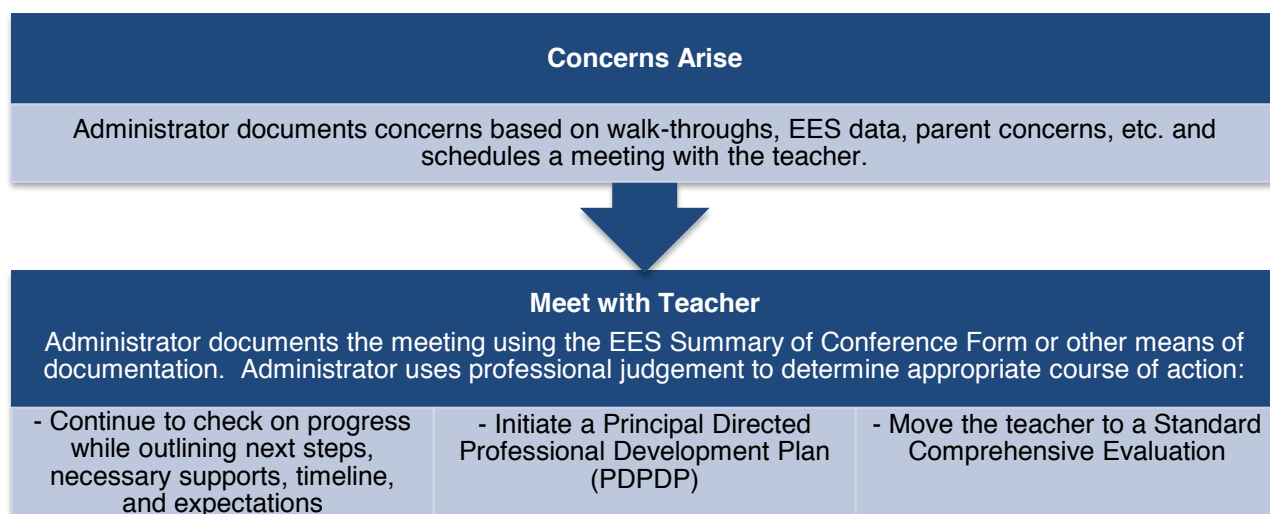 Concerns Arise
Administrator documents concerns based on walk-throughs, EES data, parent concerns, etc. and
schedules a meeting with the teacher.
Meet with Teacher
Administrator documents the meeting using the EES Summary of Conference Form or other means of
documentation.  Administrator uses professional judgement to determine appropriate course of action:
- Continue to check on progress
while outlining next steps,
necessary supports, timeline,
and expectations
- Initiate a Principal Directed
Professional Development Plan
(PDPDP)
- Move the teacher to a Standard
Comprehensive Evaluation